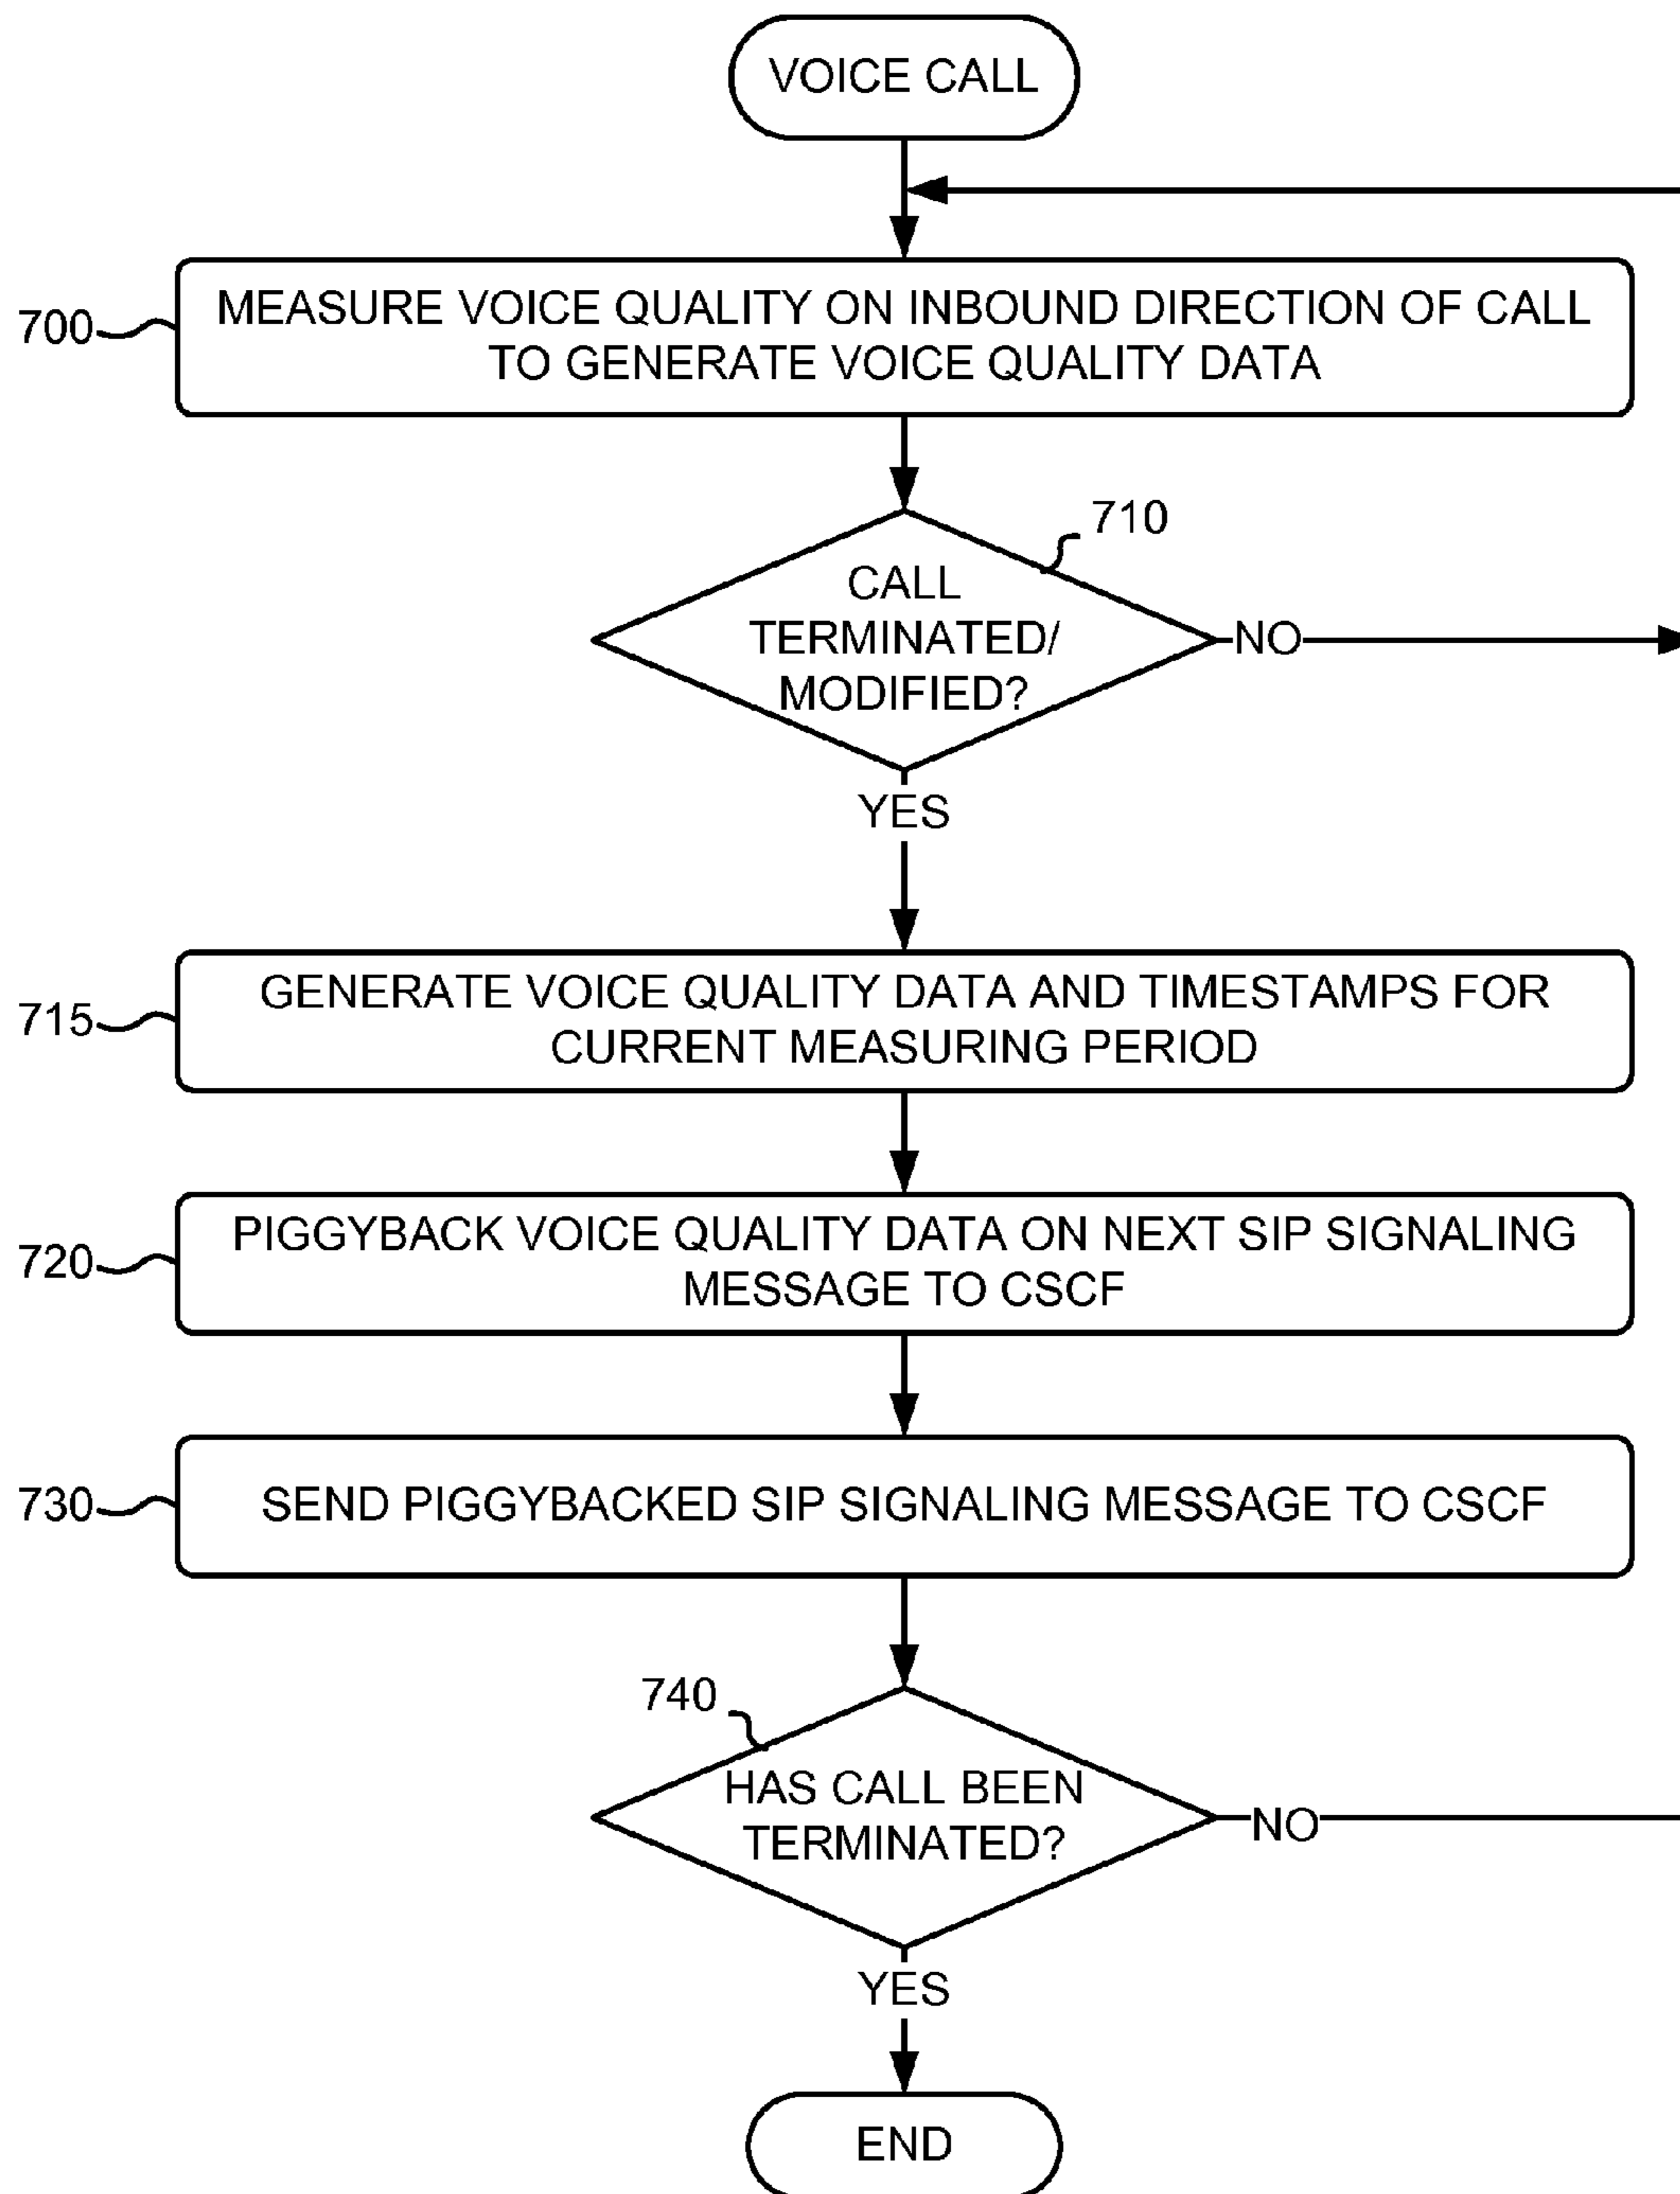 VOICE CALL
700
MEASURE VOICE QUALITY ON INBOUND DIRECTION OF CALL
TO GENERATE VOICE QUALITY DATA
710
CALL
TERMINATED/
MODIFIED?
NO
YES
715
GENERATE VOICE QUALITY DATA AND TIMESTAMPS FOR
CURRENT MEASURING PERIOD
720
PIGGYBACK VOICE QUALITY DATA ON NEXT SIP SIGNALING
MESSAGE TO CSCF
730
SEND PIGGYBACKED SIP SIGNALING MESSAGE TO CSCF
740
HAS CALL BEEN
TERMINATED?
NO
YES
END